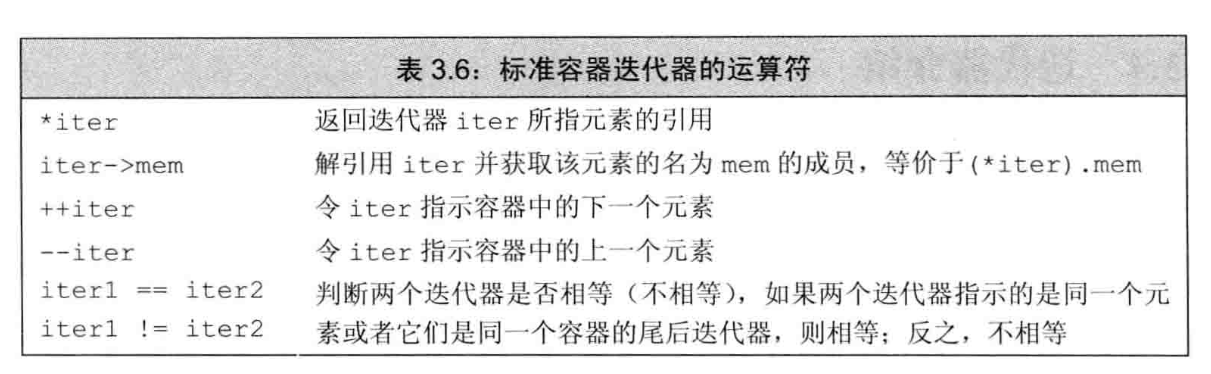 表 3.6：标准容器迭代器的运算符
*iter 返回迭代器 iter 所指元素的引用
iter->mem 解引用 iter 并获取该元素的名为 mem 的成员，等价于(*iter).mem
++iter 令 iter 指示容器中的下一个元素
--iter 令 iter 指示容器中的上一个元素
iter1 == iter2 判断两个迭代器是否相等（不相等），如果两个迭代器指示的是同一个元
iter1 != iter2 素或者它们是同一个容器的尾后迭代器，则相等；反之，不相等